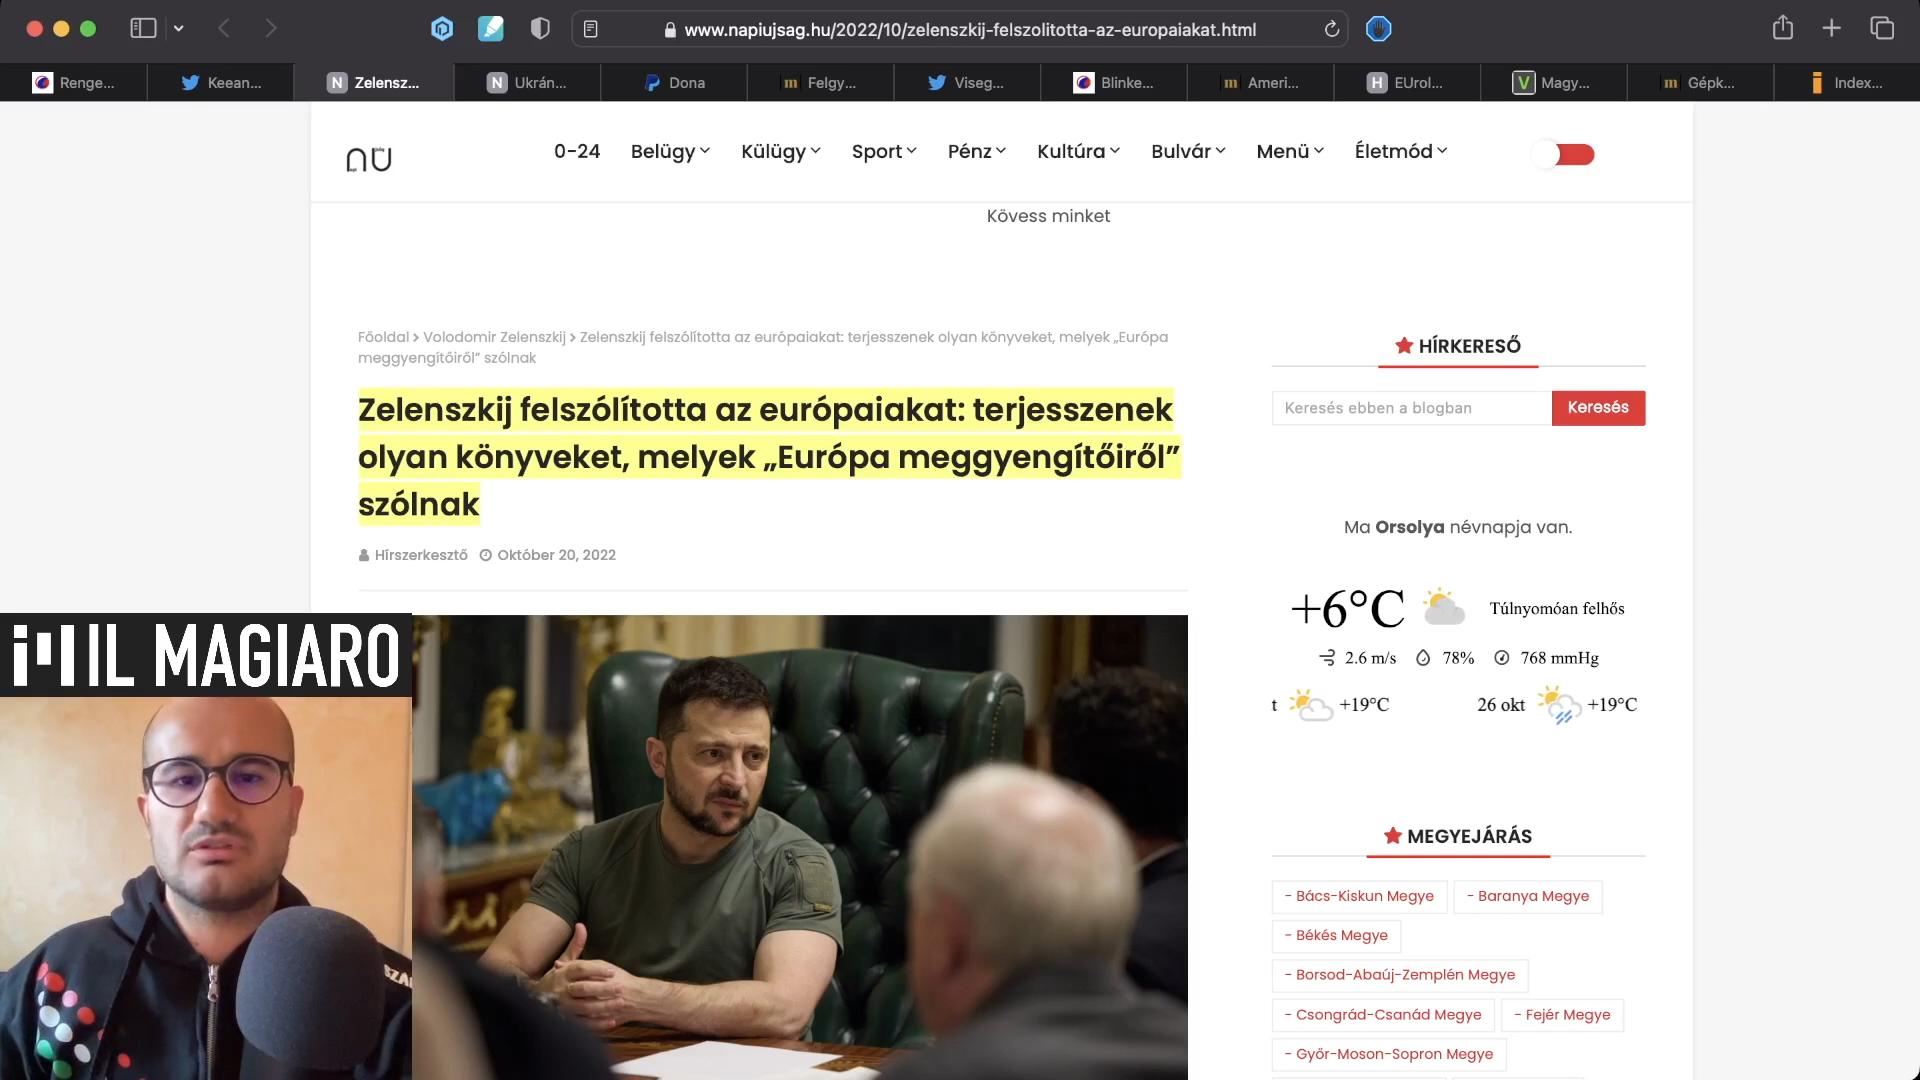 www.napiujsag.hu/2022/10/zelenszkij-felszolitotta-az-europaiakat.html
Renge...
Keean...
N Zelensz...
N Ukrán...
Dona
m Felgy...
Viseg...
Blinke...
m Ameri...
H EUrol...
V Magy...
m Gépk...
Index...
nu
0-24 Belügy Külügy Sport Pénz Kultúra Bulvár Menü Életmód
Kövess minket
Főoldal > Volodomir Zelenszkij > Zelenszkij felszólította az európaiakat: terjesszenek olyan könyveket, melyek „Európa
meggyengítőiről” szólnak
Zelenszkij felszólította az európaiakat: terjesszenek
olyan könyveket, melyek „Európa meggyengítőiről”
szólnak
Hírszerkesztő Október 20, 2022
IL MAGIARO
HÍRKERESŐ
Keresés ebben a blogban Keresés
Ma Orsolya névnapja van.
+6°C Túlnyomóan felhős
2.6 m/s 78% 768 mmHg
t +19°C 26 okt +19°C
MEGYEJÁRÁS
- Bács-Kiskun Megye - Baranya Megye
- Békés Megye
- Borsod-Abaúj-Zemplén Megye
- Csongrád-Csanád Megye - Fejér Megye
- Győr-Moson-Sopron Megye